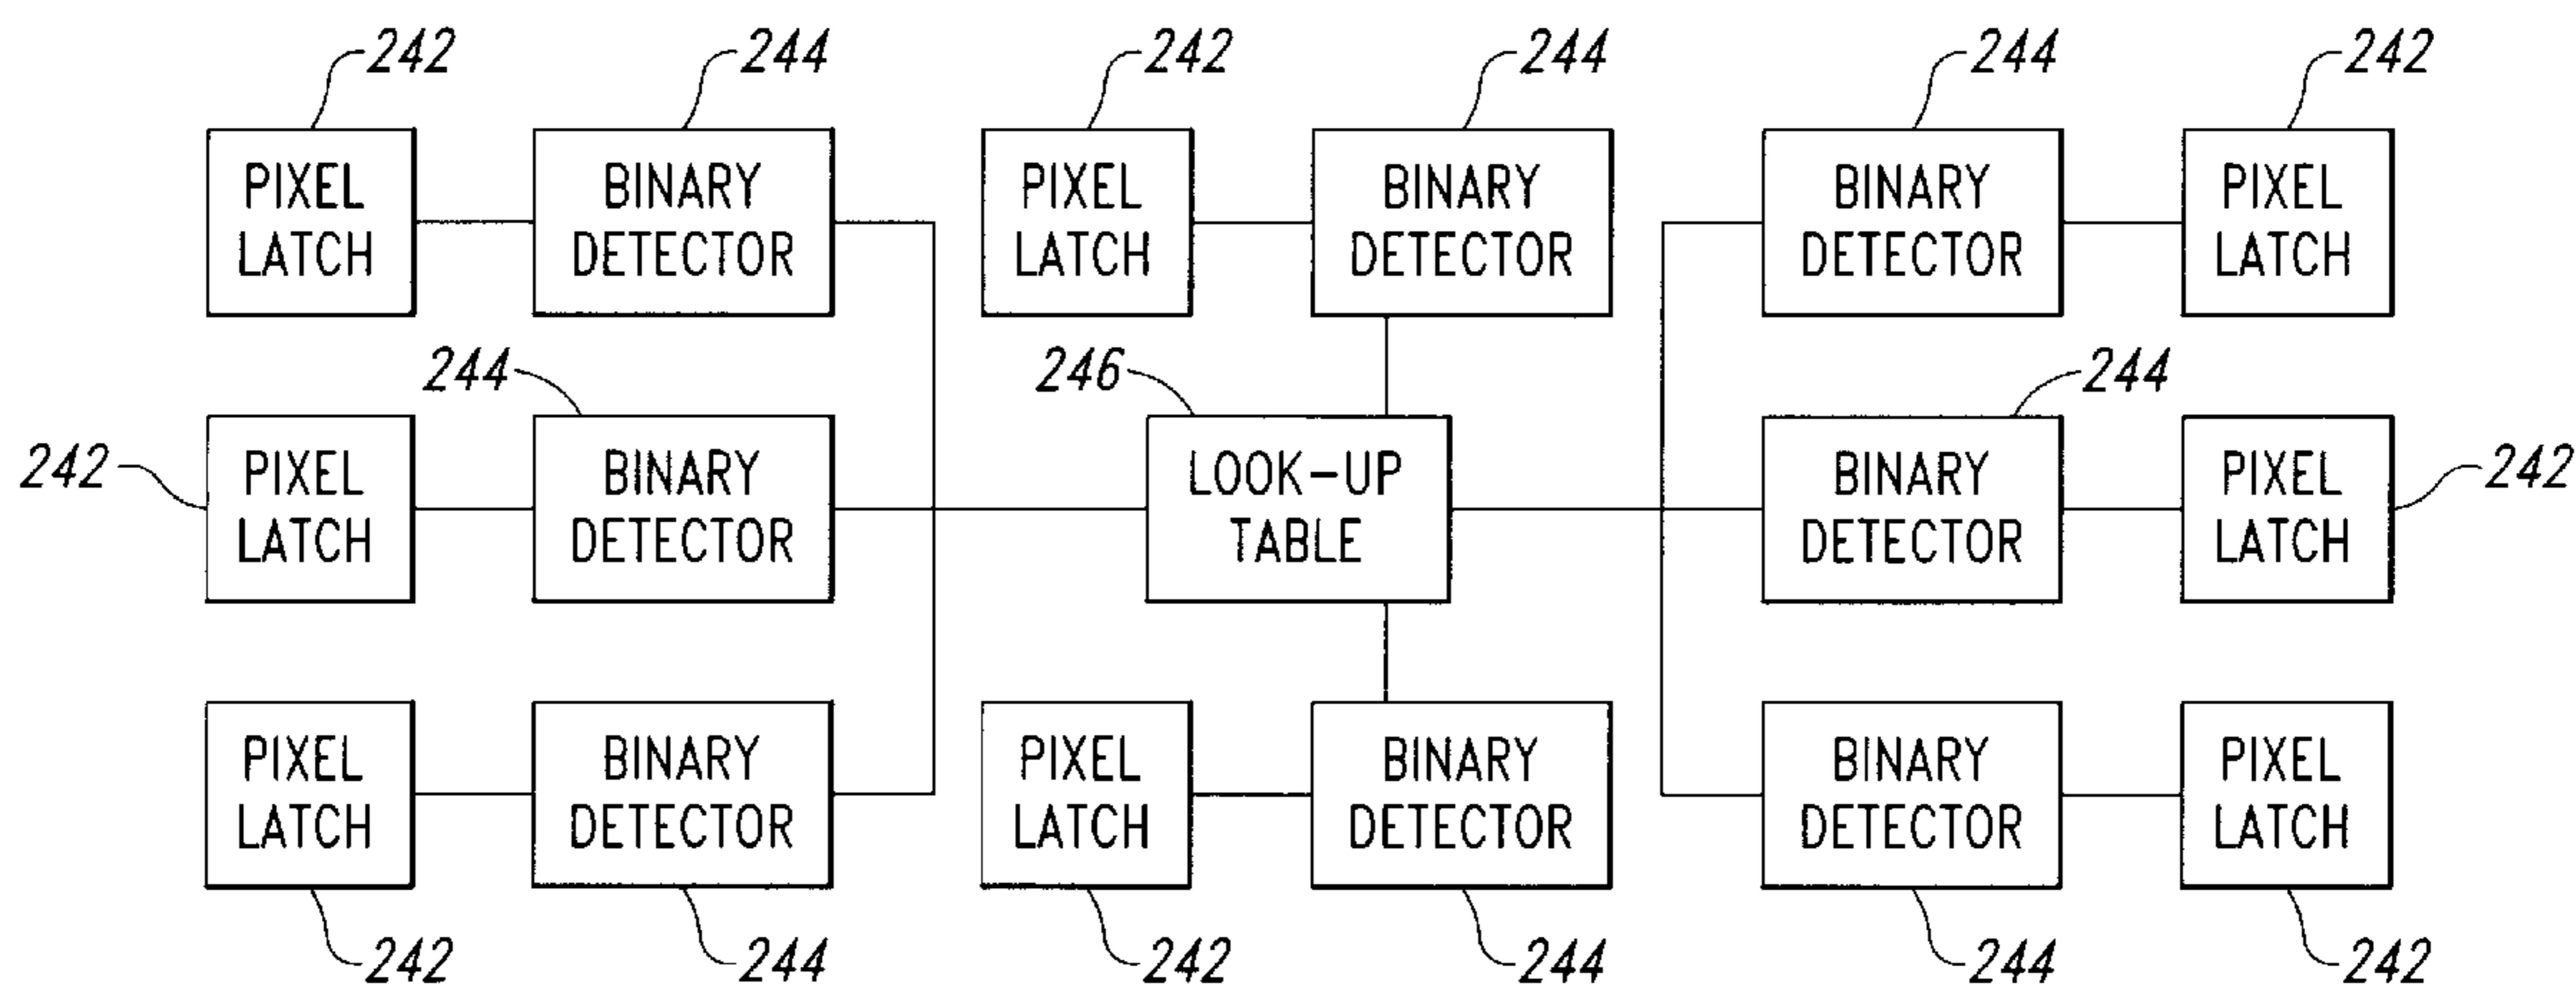 242 244 242 244 244 242
PIXEL BINARY PIXEL BINARY BINARY PIXEL
LATCH DETECTOR LATCH DETECTOR DETECTOR LATCH
244 246 244
242 PIXEL BINARY LOOK-UP BINARY PIXEL 242
LATCH DETECTOR TABLE DETECTOR LATCH
PIXEL BINARY PIXEL BINARY BINARY PIXEL
LATCH DETECTOR LATCH DETECTOR DETECTOR LATCH
242 244 242 244 244 242